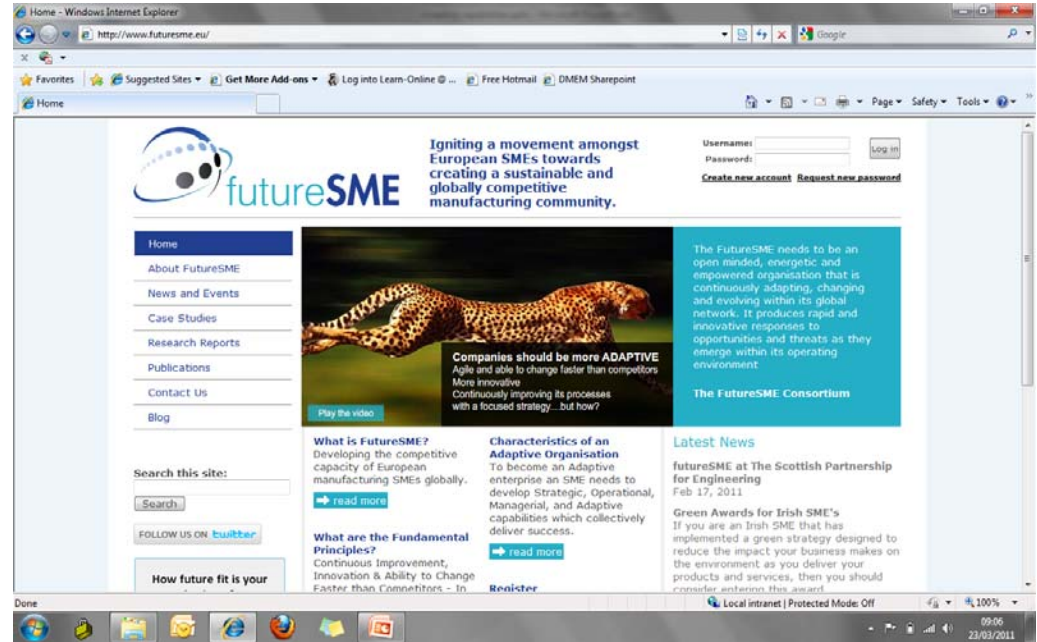 Home - Windows Internet Explorer
http://www.futuresme.eu/
Google
Favorites
Suggested Sites
Get More Add-ons
Log into Learn-Online @ ...
Free Hotmail
DMEM Sharepoint
Home
Page
Safety
Tools
futureSME
Igniting a movement amongst
European SMEs towards
creating a sustainable and
globally competitive
manufacturing community.
Username:
Password:
Log in
Create new account Request new password
Home
About FutureSME
News and Events
Case Studies
Research Reports
Publications
Contact Us
Blog
Search this site:
Search
FOLLOW US ON twitter
How future fit is your
Companies should be more ADAPTIVE
Agile and able to change faster than competitors
More innovative
Continuously improving its processes
with a focused strategy....but how?
Play the video
The FutureSME needs to be an
open minded, energetic and
empowered organisation that is
continuously adapting, changing
and evolving within its global
network. It produces rapid and
innovative responses to
opportunities and threats as they
emerge within its operating
environment
The FutureSME Consortium
What is FutureSME?
Developing the competitive
capacity of European
manufacturing SMEs globally.
read more
What are the Fundamental
Principles?
Continuous Improvement,
Innovation & Ability to Change
Faster than Competitors - In
Characteristics of an
Adaptive Organisation
To become an Adaptive
enterprise an SME needs to
develop Strategic, Operational,
Managerial, and Adaptive
capabilities which collectively
deliver success.
read more
Register
Latest News
futureSME at The Scottish Partnership
for Engineering
Feb 17, 2011
Green Awards for Irish SME's
If you are an Irish SME that has
implemented a green strategy designed to
reduce the impact your business makes on
the environment as you deliver your
products and services, then you should
consider entering this award
Done
Local intranet | Protected Mode: Off
100%
09:06
23/03/2011